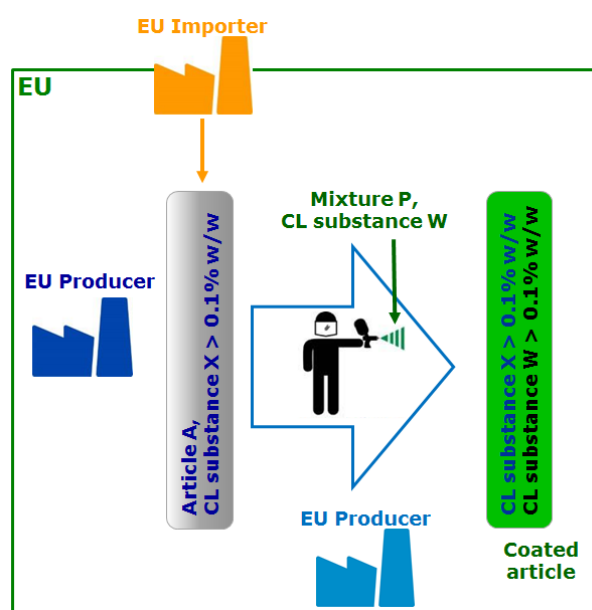 EU Importer
EU
Mixture P,
CL substance W
EU Producer
Article A,
CL substance X > 0.1% w/w
CL substance X > 0.1% w/w
CL substance W > 0.1% w/w
EU Producer
Coated
article